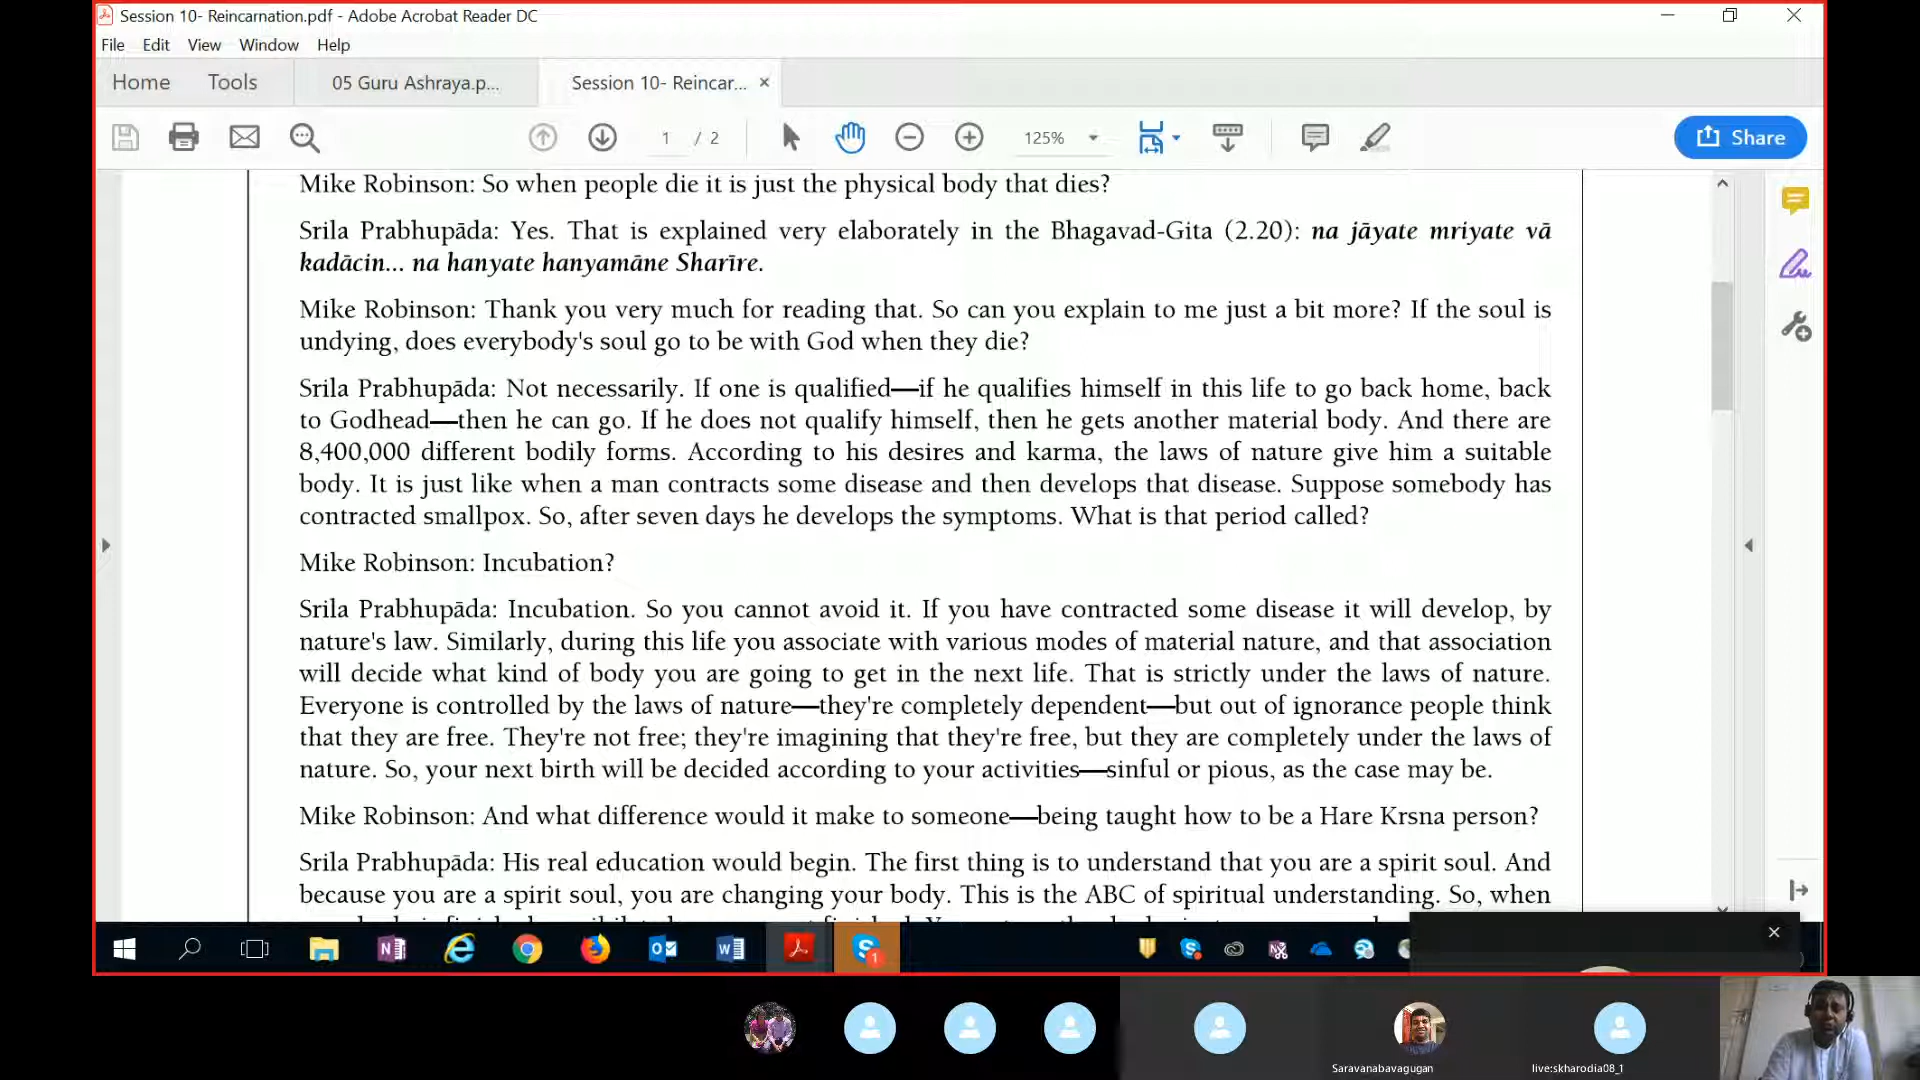 Session 10- Reincarnation.pdf - Adobe Acrobat Reader DC
File Edit View Window Help
Home Tools 05 Guru Ashraya.p... Session 10- Reincar... ×
1 / 2 125% Share
Mike Robinson: So when people die it is just the physical body that dies?
Srila Prabhupāda: Yes. That is explained very elaborately in the Bhagavad-Gita (2.20): na jāyate mriyate vā
kadācin... na hanyate hanyamāne Sharīre.
Mike Robinson: Thank you very much for reading that. So can you explain to me just a bit more? If the soul is
undying, does everybody's soul go to be with God when they die?
Srila Prabhupāda: Not necessarily. If one is qualified—if he qualifies himself in this life to go back home, back
to Godhead—then he can go. If he does not qualify himself, then he gets another material body. And there are
8,400,000 different bodily forms. According to his desires and karma, the laws of nature give him a suitable
body. It is just like when a man contracts some disease and then develops that disease. Suppose somebody has
contracted smallpox. So, after seven days he develops the symptoms. What is that period called?
Mike Robinson: Incubation?
Srila Prabhupāda: Incubation. So you cannot avoid it. If you have contracted some disease it will develop, by
nature's law. Similarly, during this life you associate with various modes of material nature, and that association
will decide what kind of body you are going to get in the next life. That is strictly under the laws of nature.
Everyone is controlled by the laws of nature—they're completely dependent—but out of ignorance people think
that they are free. They're not free; they're imagining that they're free, but they are completely under the laws of
nature. So, your next birth will be decided according to your activities—sinful or pious, as the case may be.
Mike Robinson: And what difference would it make to someone—being taught how to be a Hare Krsna person?
Srila Prabhupāda: His real education would begin. The first thing is to understand that you are a spirit soul. And
because you are a spirit soul, you are changing your body. This is the ABC of spiritual understanding. So, when
Saravanabavagugan live:skharodia08_1